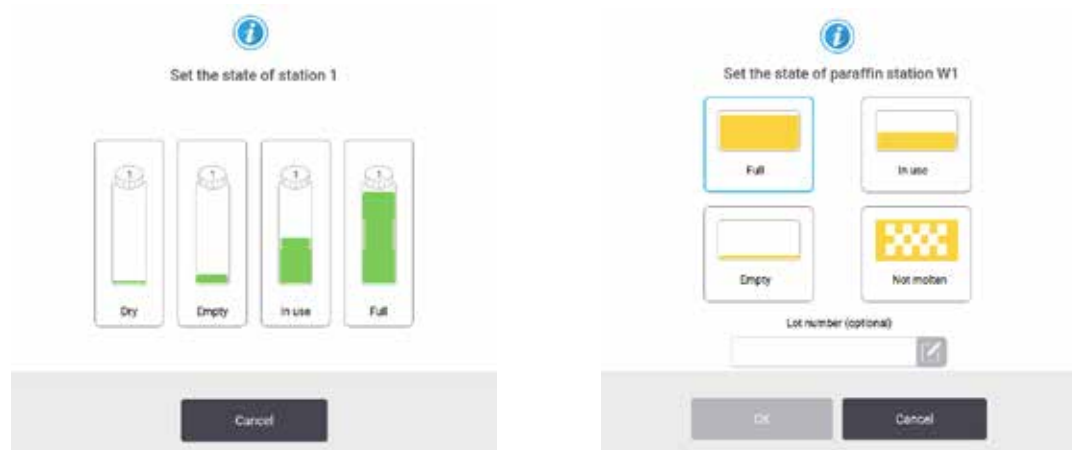 Set the state of station 1
1
1
1
1
Dry
Empty
In use
Full
Cancel
Set the state of paraffin station W1
Full
In use
Empty
Not molten
Lot number (optional)
OK
Cancel